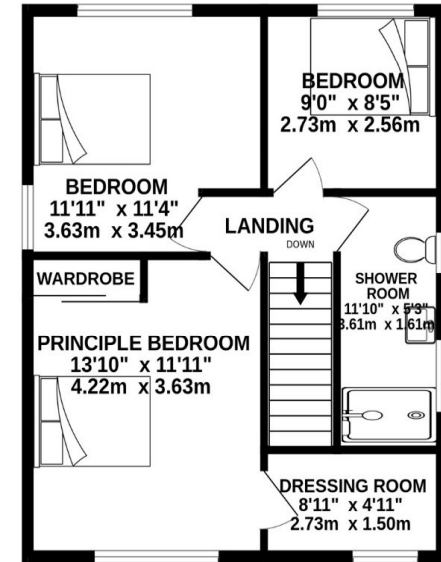 BEDROOM
9'0" x 8'5"
2.73m x 2.56m
BEDROOM
11'11" x 11'4"
3.63m x 3.45m
LANDING
DOWN
WARDROBE
SHOWER
ROOM
11'10" x 5'3"
3.61m x 1.61m
PRINCIPLE BEDROOM
13'10" x 11'11"
4.22m x 3.63m
DRESSING ROOM
8'11" x 4'11"
2.73m x 1.50m